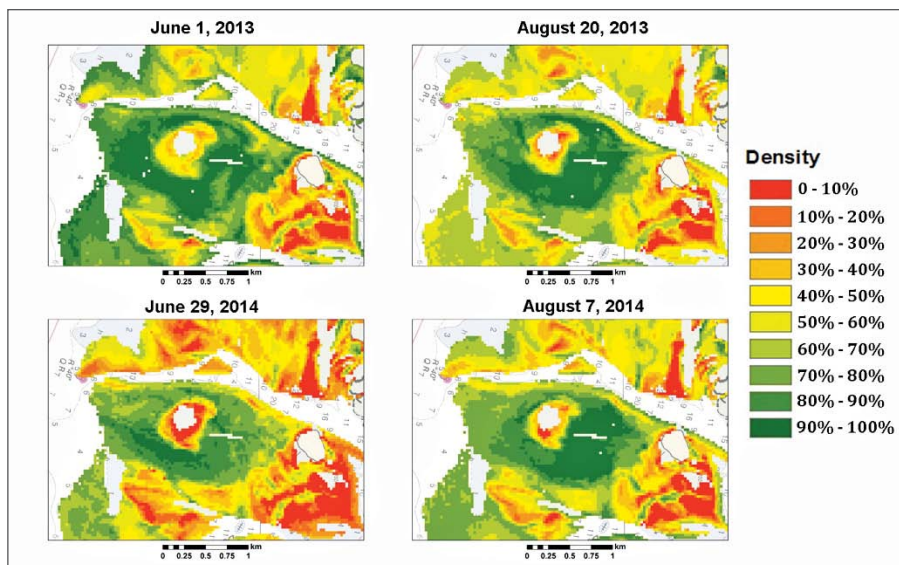 June 1, 2013
August 20, 2013
0 0.25 0.5 0.75 1 km
0 0.25 0.5 0.75 1 km
June 29, 2014
August 7, 2014
0 0.25 0.5 0.75 1 km
0 0.25 0.5 0.75 1 km
Density
0 - 10%
10% - 20%
20% - 30%
30% - 40%
40% - 50%
50% - 60%
60% - 70%
70% - 80%
80% - 90%
90% - 100%